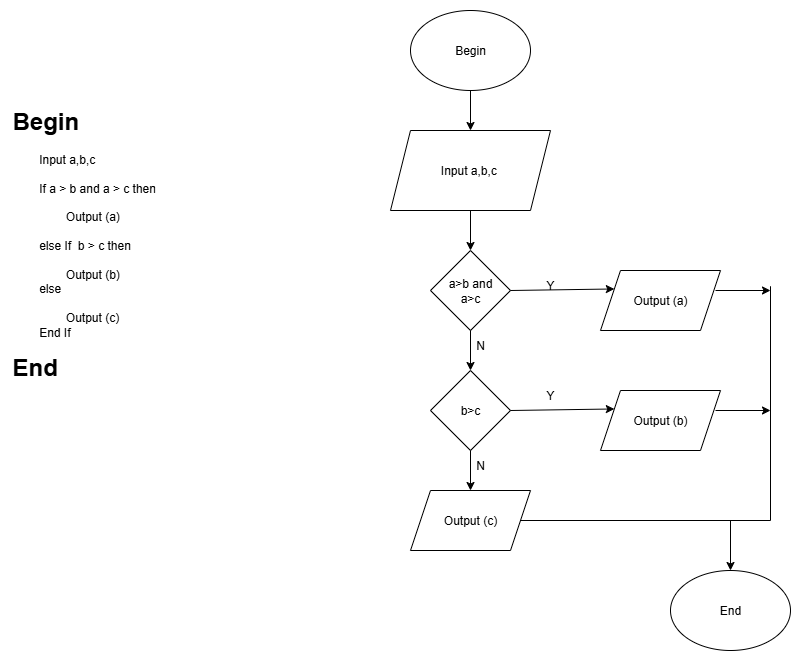 Begin
Input a,b,c
If a > b and a > c then
Output (a)
else If  b > c then
Output (b)
else
Output (c)
End If
End
Begin
Input a,b,c
a>b and
a>c
Y
Output (a)
N
b>c
Y
Output (b)
N
Output (c)
End